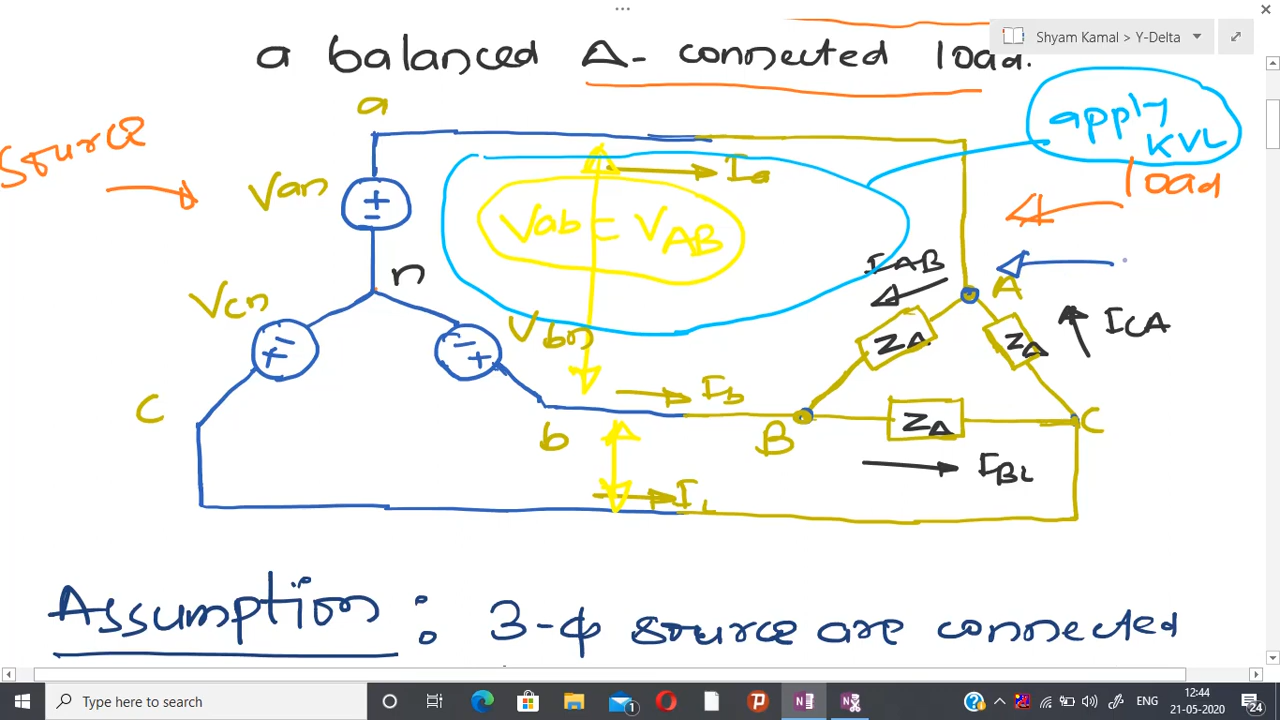 Shyam Kamal > Y-Delta
a balanced Δ- connected load.
a
apply
KVL
Source
load
Van
Ia
Vab = VAB
n
IAB
A
Vcn
Vbn
ZΔ
ZΔ
ICA
C
Ib
b
B
ZΔ
C
IBC
Assumption : 3-ф source are connected
Type here to search
1
ENG
12:44
21-05-2020
24